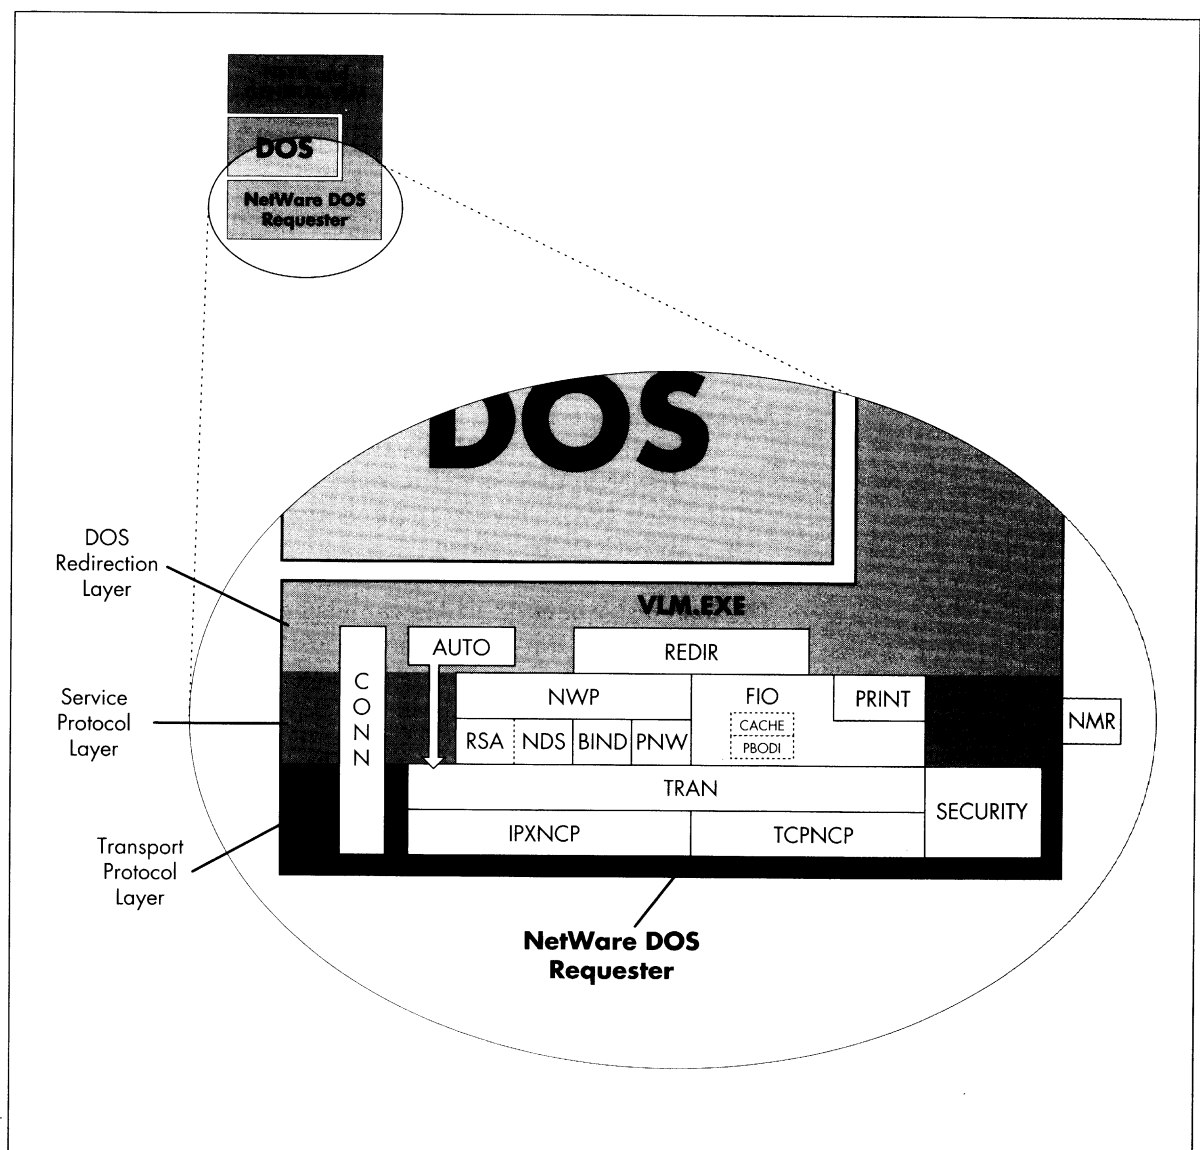 DOS
NetWare DOS
Requester
DOS
DOS
Redirection
Layer
VLM.EXE
AUTO
REDIR
CONN
Service
Protocol
Layer
NWP
FIO
PRINT
NMR
CACHE
RSA
NDS
BIND
PNW
PBODI
TRAN
SECURITY
IPXNCP
TCPNCP
Transport
Protocol
Layer
NetWare DOS
Requester